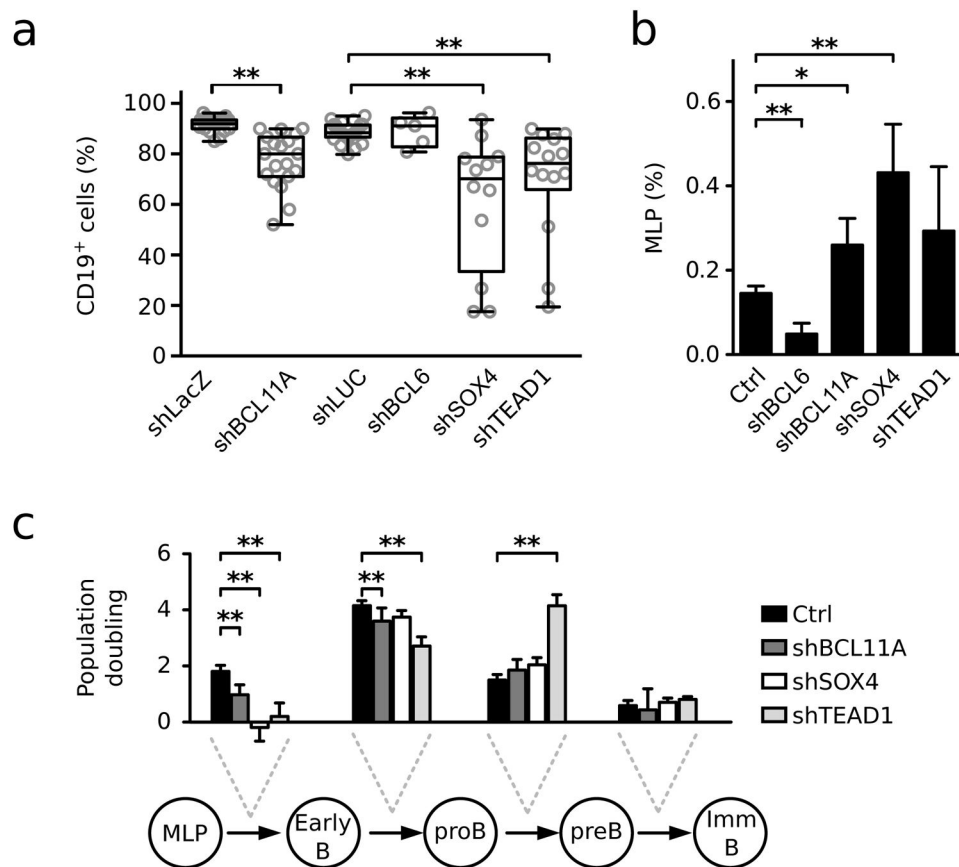 a
** ** **
CD19+ cells (%)
100
80
60
40
20
0
shLacZ
shBCL11A
shLUC
shBCL6
shSOX4
shTEAD1
b
** * **
MLP (%)
0.6
0.4
0.2
0.0
Ctrl
shBCL6
shBCL11A
shSOX4
shTEAD1
c
Population
doubling
6
4
2
0
** ** **
** **
**
Ctrl
shBCL11A
shSOX4
shTEAD1
MLP
Early
B
proB
preB
Imm
B